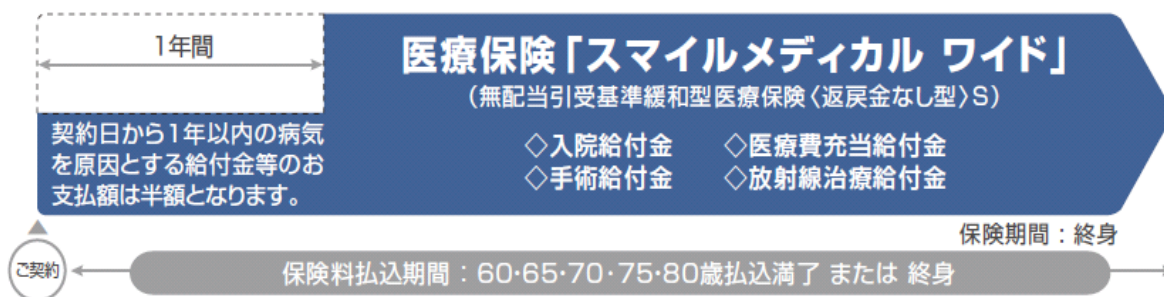 1年間
医療保険「スマイルメディカル ワイド」
(無配当引受基準緩和型医療保険〈返戻金なし型〉S)
契約日から1年以内の病気
を原因とする給付金等のお
支払額は半額となります。
◇入院給付金 ◇医療費充当給付金
◇手術給付金 ◇放射線治療給付金
保険期間:終身
ご契約
保険料払込期間:60・65・70・75・80歳払込満了 または 終身